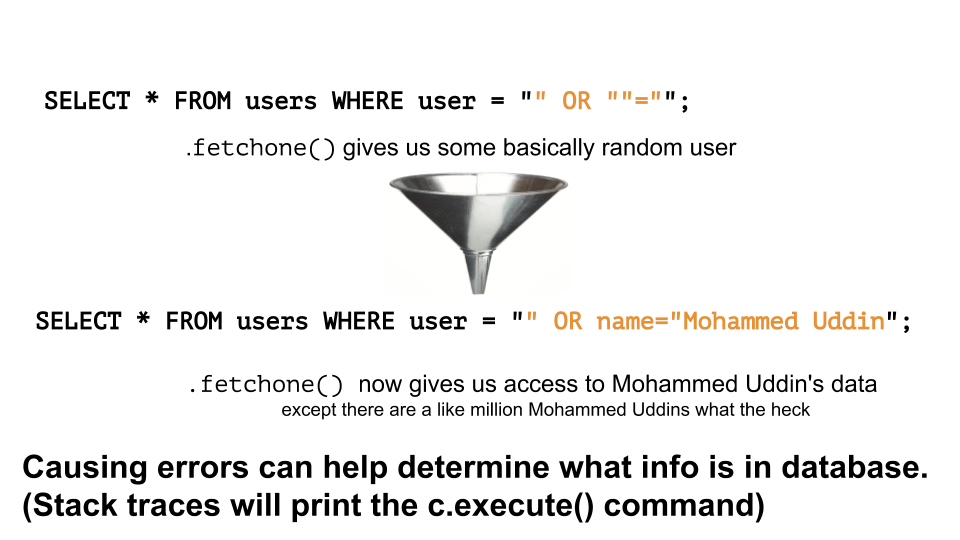 SELECT * FROM users WHERE user = "" OR ""="";
.fetchone() gives us some basically random user
SELECT * FROM users WHERE user = "" OR name="Mohammed Uddin";
.fetchone() now gives us access to Mohammed Uddin's data
except there are a like million Mohammed Uddins what the heck
Causing errors can help determine what info is in database.
(Stack traces will print the c.execute() command)